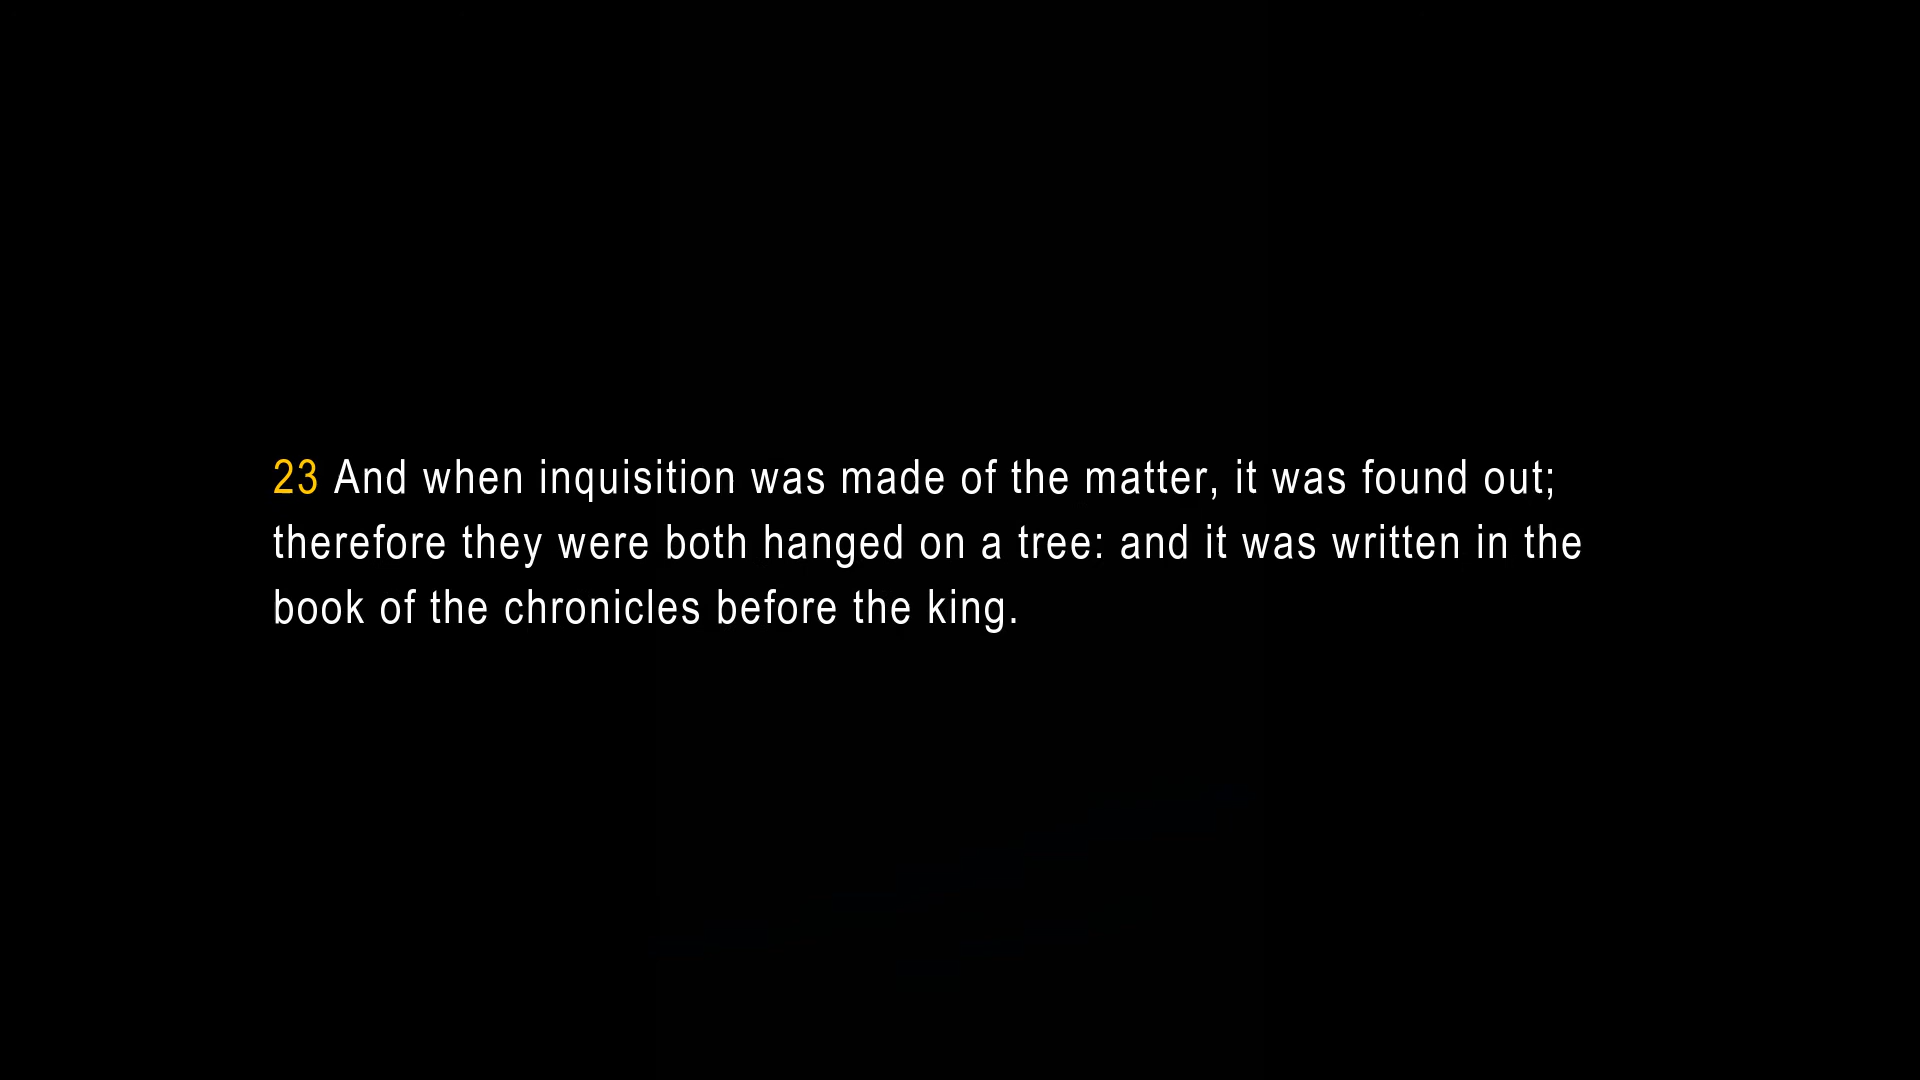 23 And when inquisition was made of the matter, it was found out;
therefore they were both hanged on a tree: and it was written in the
book of the chronicles before the king.